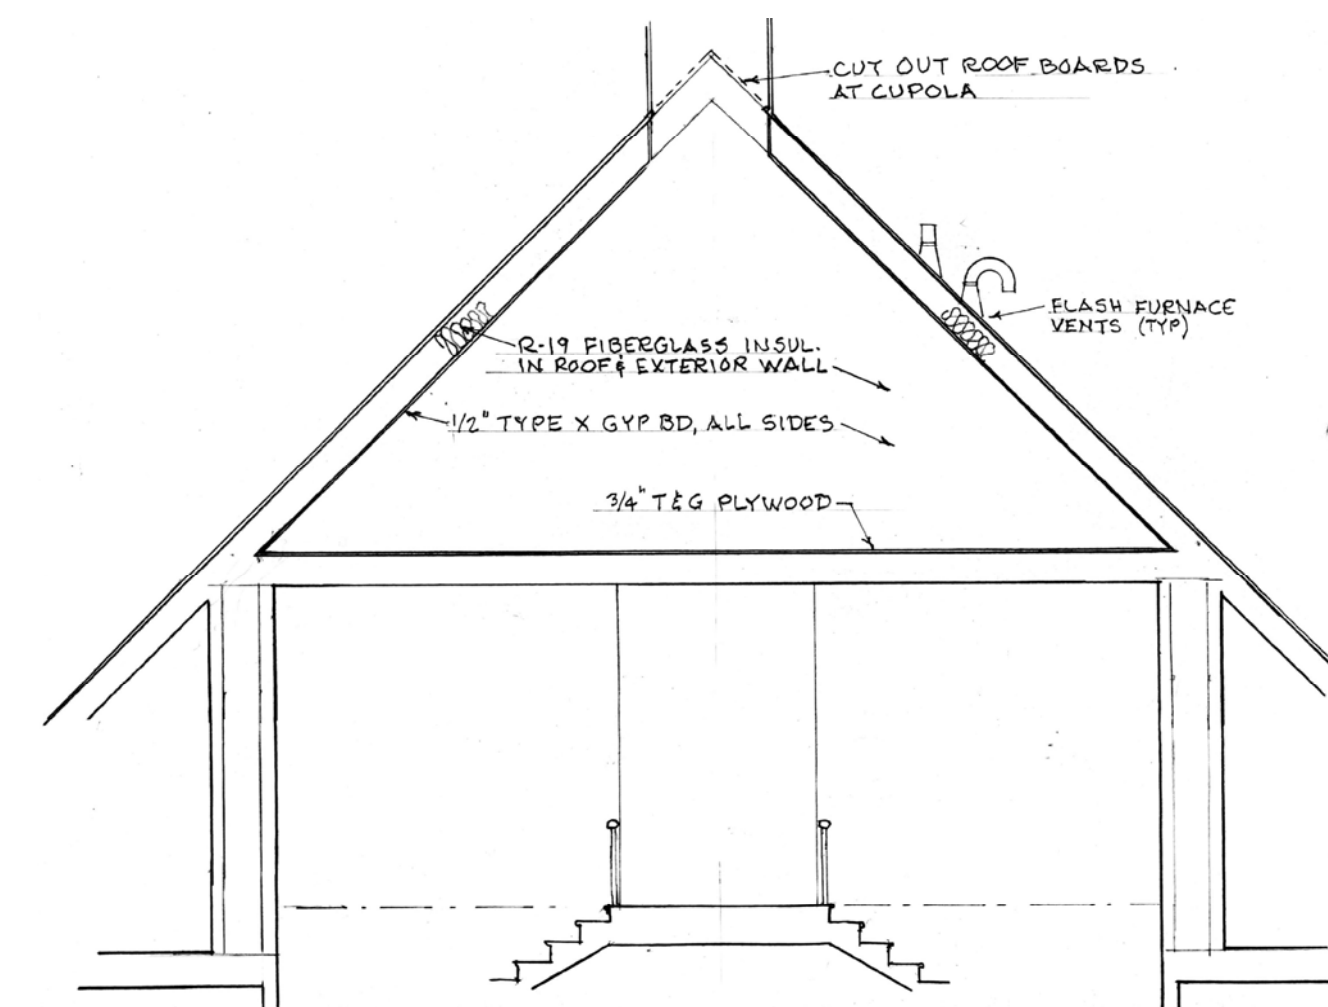 CUT OUT ROOF BOARDS
AT CUPOLA
FLASH FURNACE
VENTS (TYP)
R-19 FIBERGLASS INSUL.
IN ROOF & EXTERIOR WALL
1/2" TYPE X GYP BD, ALL SIDES
3/4" T & G PLYWOOD